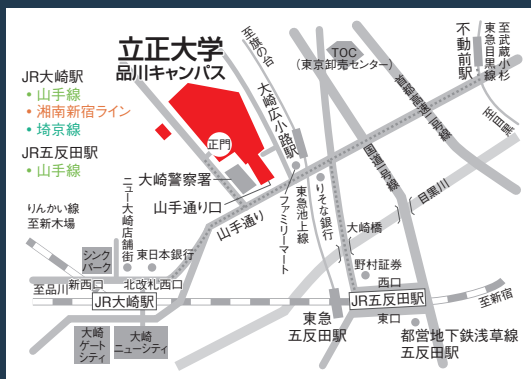 立正大学
品川キャンパス
JR大崎駅
・山手線
・湘南新宿ライン
・埼京線
JR五反田駅
・山手線
至旗の台
大崎広小路駅
TOC
（東京卸売センター）
首都高速二号線
不動前駅
東急目黒線
至武蔵小杉
至目黒
国道一号線
目黒川
正門
大崎警察署
山手通り口
山手通り
ファミリーマート
東急池上線
りそな銀行
大崎橋
ニュー大崎店舗街
東日本銀行
りんかい線
至新木場
シンク
パーク
至品川
新西口
北改札西口
JR大崎駅
大崎
ゲート
シティ
大崎
ニューシティ
野村証券
西口
JR五反田駅
東口
至新宿
東急
五反田駅
都営地下鉄浅草線
五反田駅